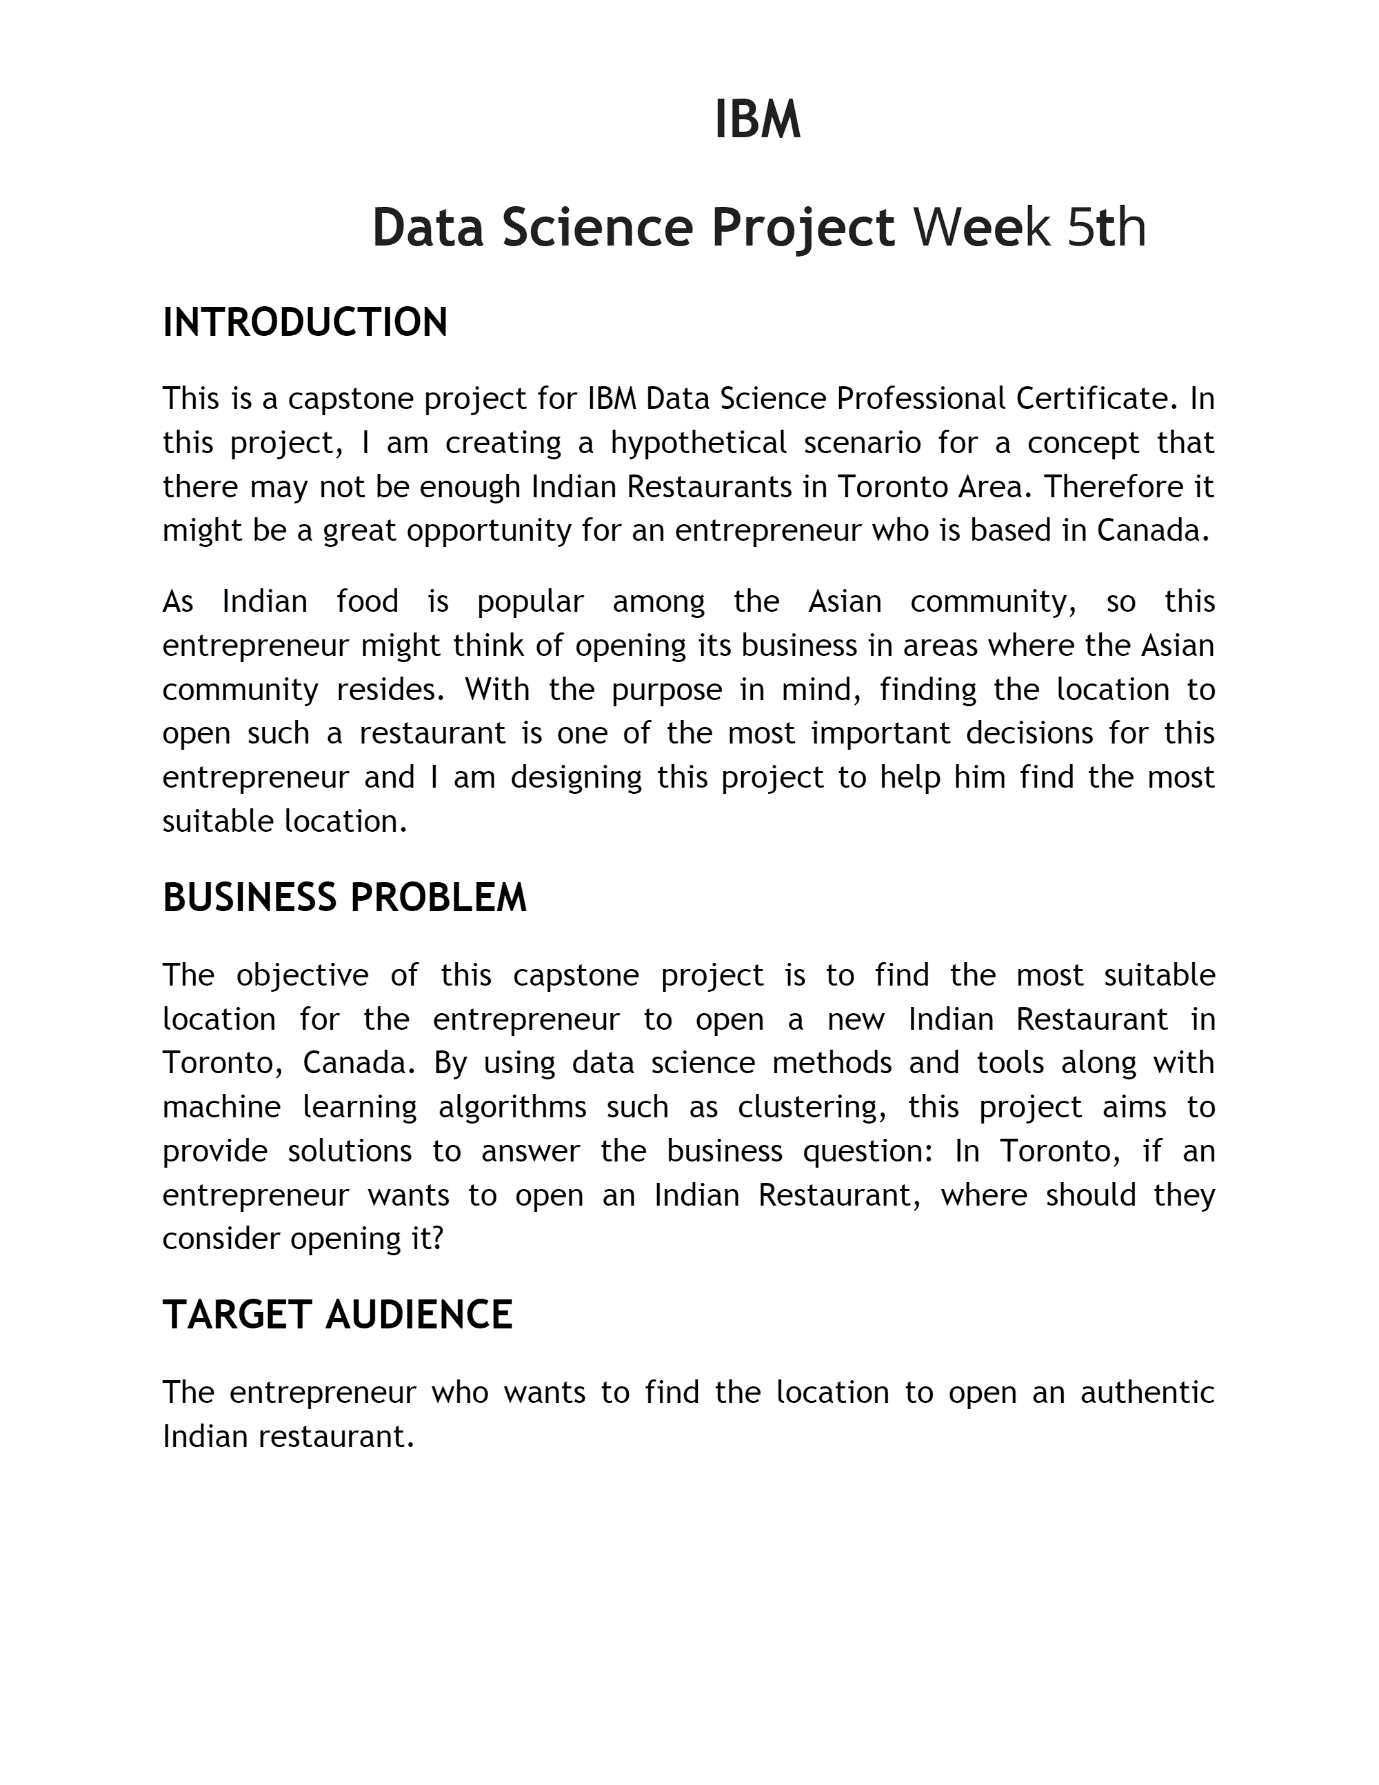 IBM
Data Science Project Week 5th
INTRODUCTION
This is a capstone project for IBM Data Science Professional Certificate. In
this project, I am creating a hypothetical scenario for a concept that
there may not be enough Indian Restaurants in Toronto Area. Therefore it
might be a great opportunity for an entrepreneur who is based in Canada.
As Indian food is popular among the Asian community, so this
entrepreneur might think of opening its business in areas where the Asian
community resides. With the purpose in mind, finding the location to
open such a restaurant is one of the most important decisions for this
entrepreneur and I am designing this project to help him find the most
suitable location.
BUSINESS PROBLEM
The objective of this capstone project is to find the most suitable
location for the entrepreneur to open a new Indian Restaurant in
Toronto, Canada. By using data science methods and tools along with
machine learning algorithms such as clustering, this project aims to
provide solutions to answer the business question: In Toronto, if an
entrepreneur wants to open an Indian Restaurant, where should they
consider opening it?
TARGET AUDIENCE
The entrepreneur who wants to find the location to open an authentic
Indian restaurant.